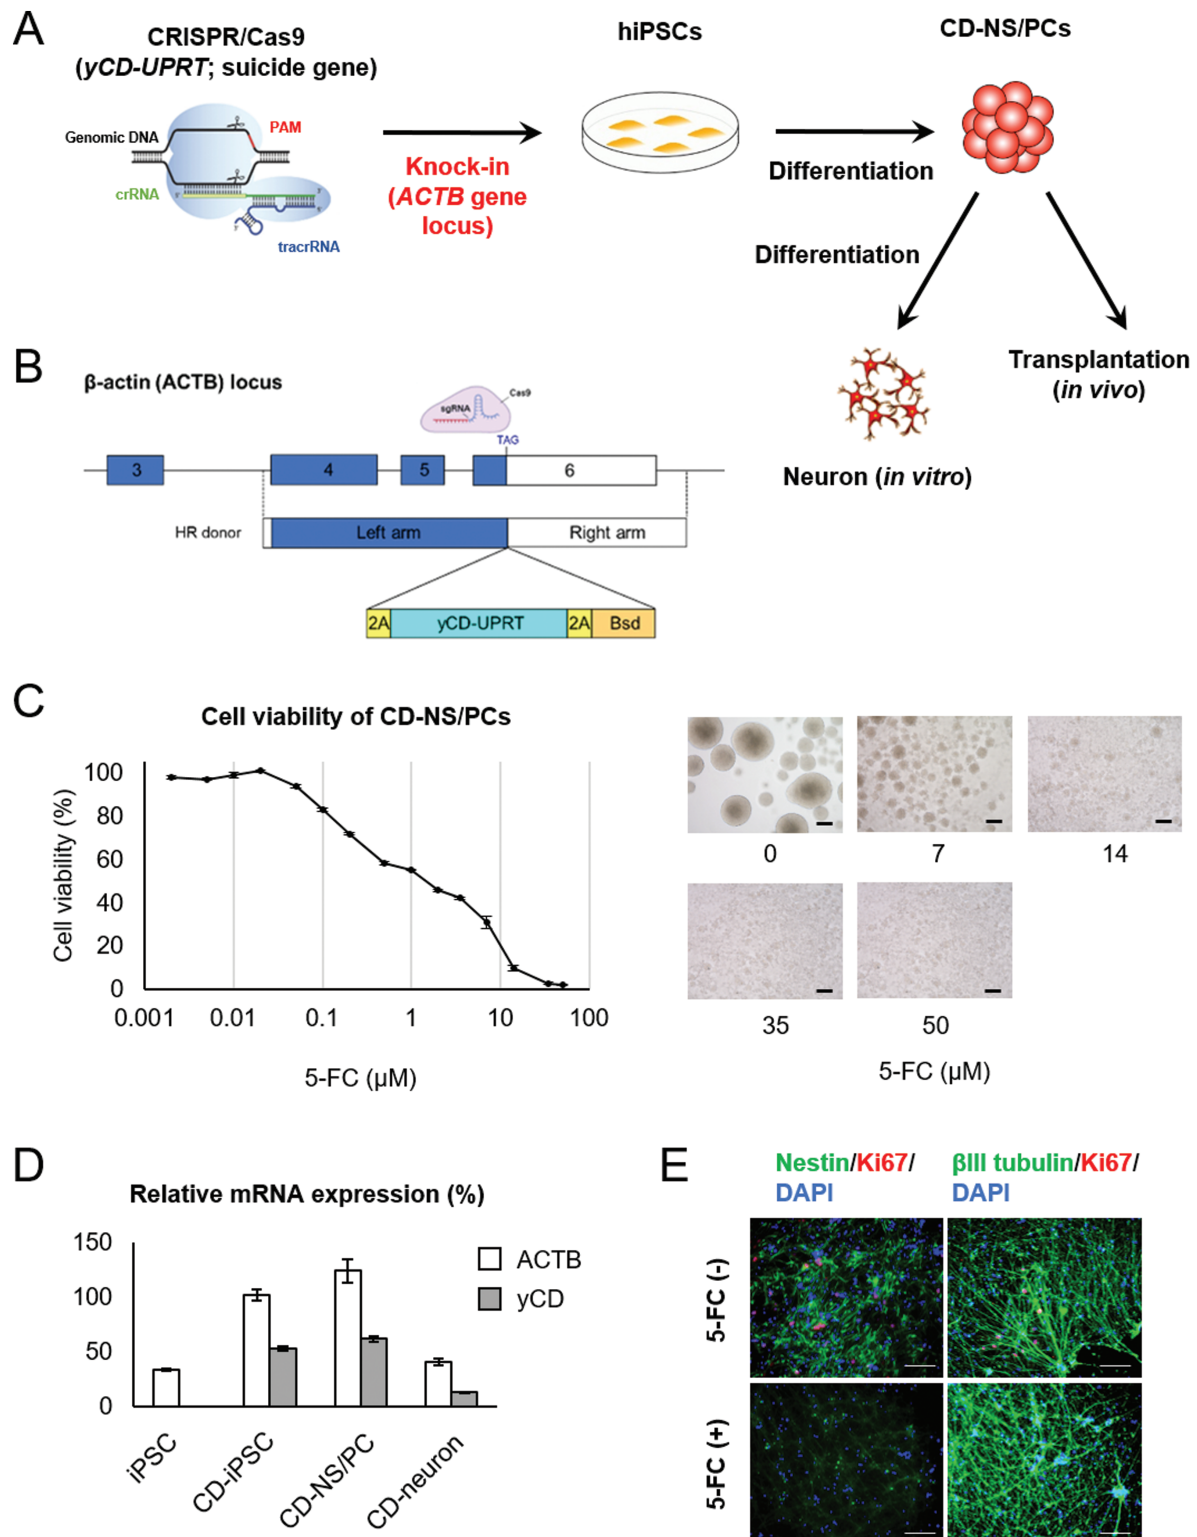 A
CRISPR/Cas9
(yCD-UPRT; suicide gene)
Genomic DNA
PAM
crRNA
5'
3'
3'
5'
tracrRNA
Knock-in
(ACTB gene
locus)
hiPSCs
Differentiation
CD-NS/PCs
Differentiation
Neuron (in vitro)
Transplantation
(in vivo)
B
β-actin (ACTB) locus
Cas9
sgRNA
TAG
3
4
5
6
HR donor
Left arm
Right arm
2A
yCD-UPRT
2A
Bsd
C
Cell viability of CD-NS/PCs
Cell viability (%)
100
80
60
40
20
0
0.001
0.01
0.1
1
10
100
5-FC (μM)
0
7
14
35
50
5-FC (μM)
D
Relative mRNA expression (%)
150
100
50
0
ACTB
yCD
iPSC
CD-iPSC
CD-NS/PC
CD-neuron
E
Nestin/Ki67/
DAPI
βIII tubulin/Ki67/
DAPI
5-FC (-)
5-FC (+)